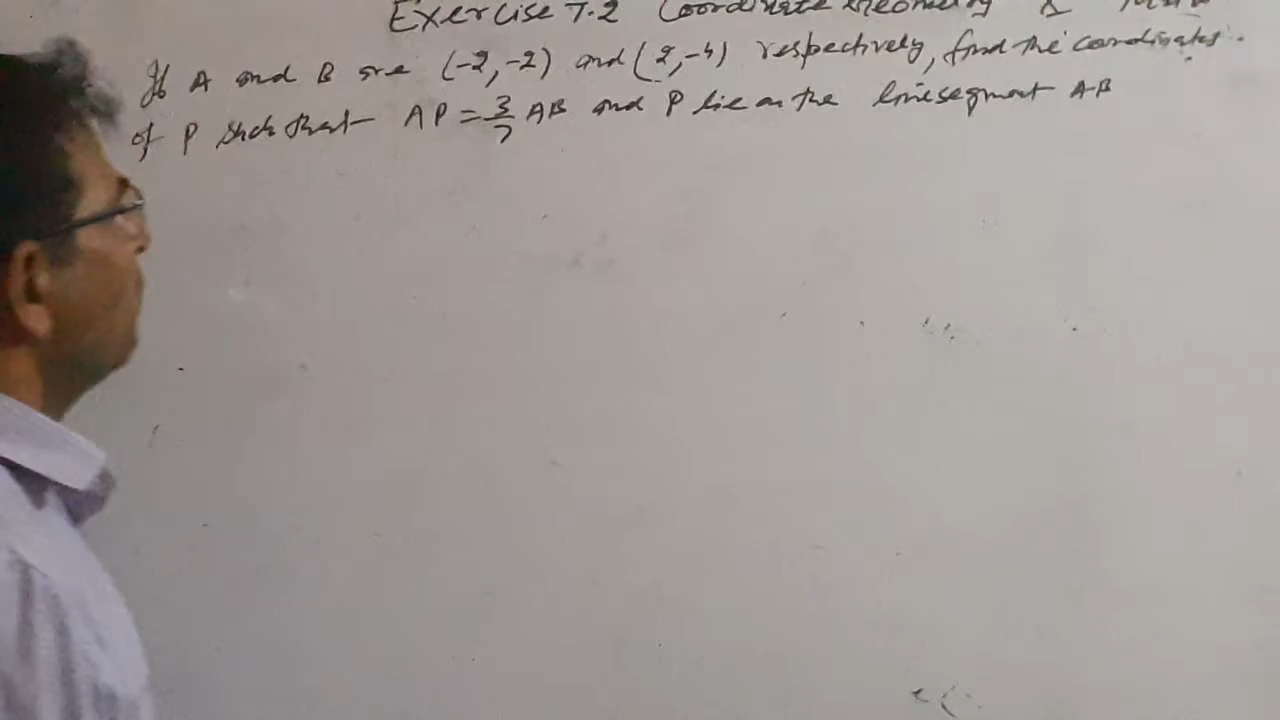 Exercise 7.2 Coordinate Geometry
If A and B are (-2,-2) and (2,-4) respectively, find the coordinates.
of P such that AP = 3/7 AB and P lie on the line segment AB